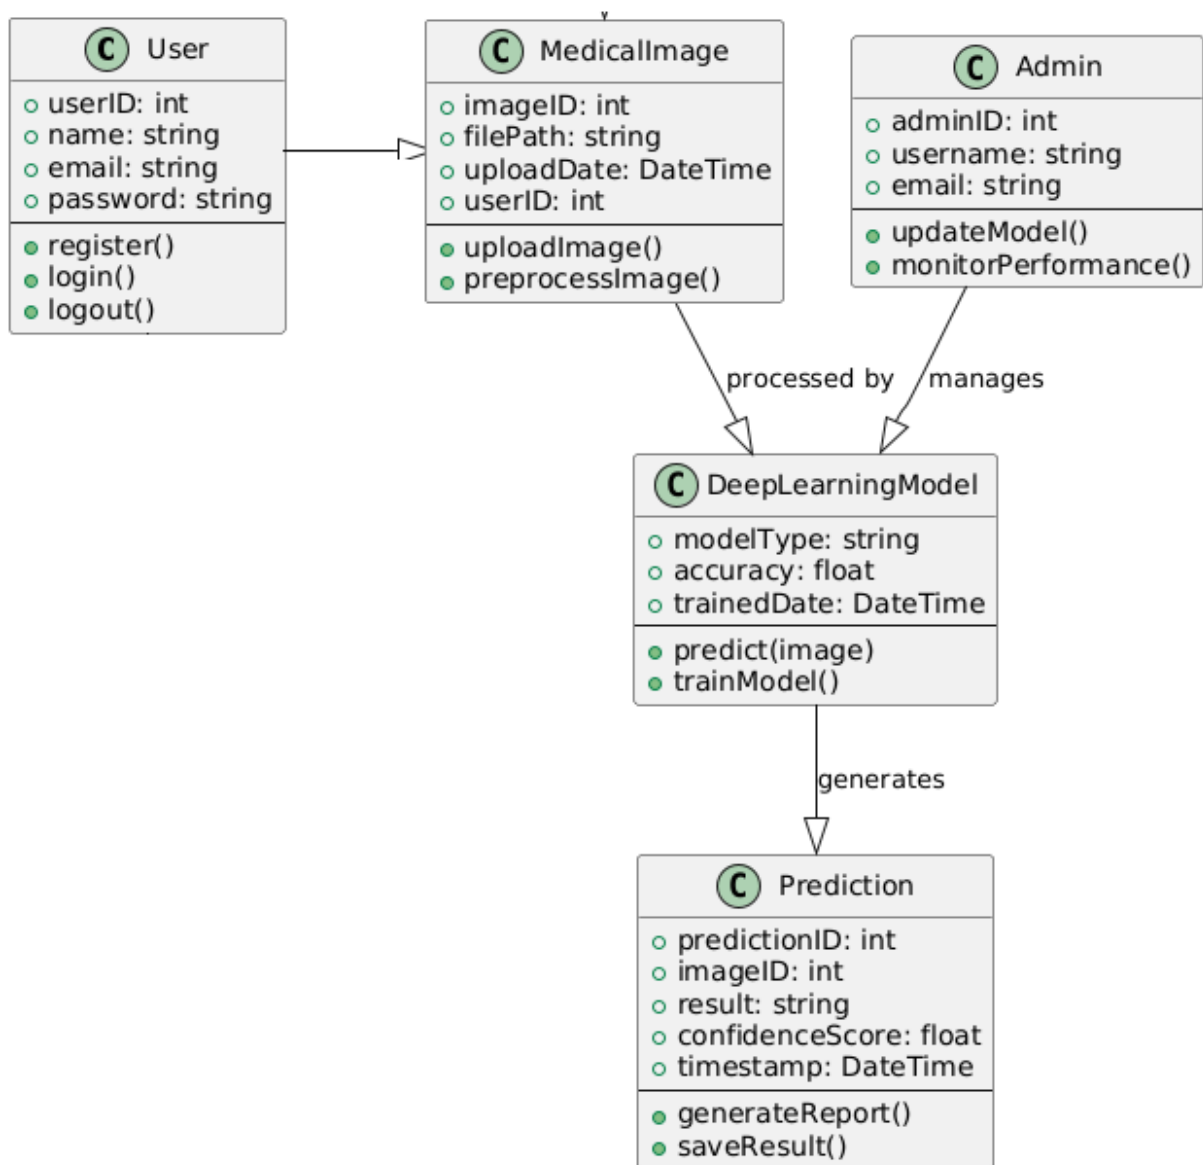 C User
userID: int
name: string
email: string
password: string
register()
login()
logout()
C MedicalImage
imageID: int
filePath: string
uploadDate: DateTime
userID: int
uploadImage()
preprocessImage()
C Admin
adminID: int
username: string
email: string
updateModel()
monitorPerformance()
processed by
manages
C DeepLearningModel
modelType: string
accuracy: float
trainedDate: DateTime
predict(image)
trainModel()
generates
C Prediction
predictionID: int
imageID: int
result: string
confidenceScore: float
timestamp: DateTime
generateReport()
saveResult()